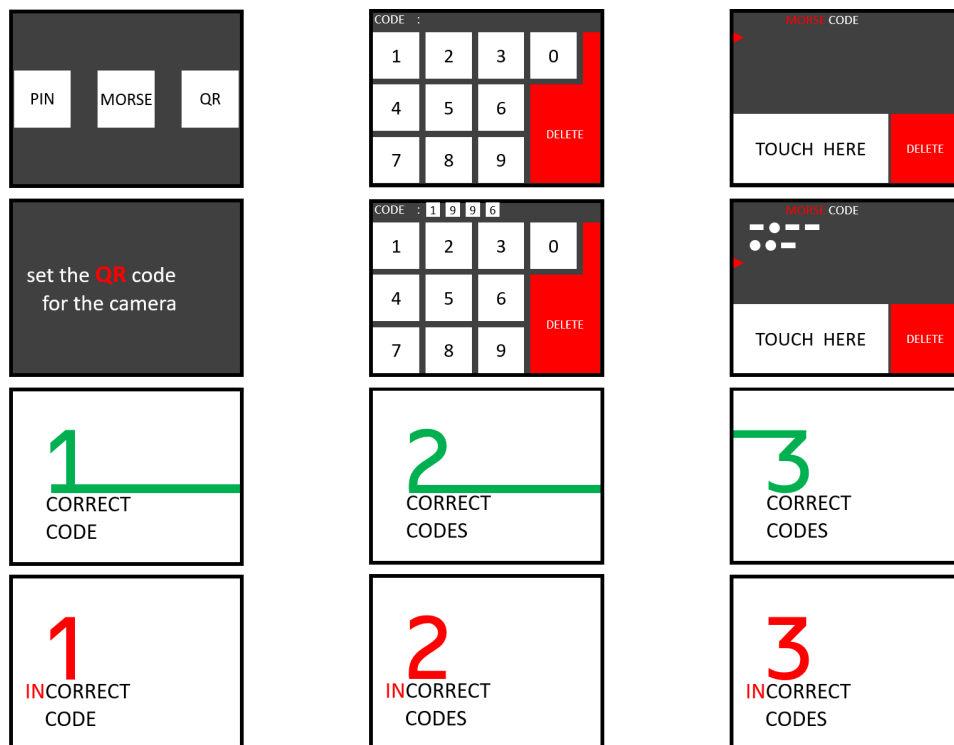 PIN MORSE QR
CODE :
1 2 3 0
4 5 6
DELETE
7 8 9
MORSE CODE
TOUCH HERE DELETE
set the QR code
for the camera
CODE : 1 9 9 6
1 2 3 0
4 5 6
DELETE
7 8 9
MORSE CODE
TOUCH HERE DELETE
1
CORRECT
CODE
2
CORRECT
CODES
3
CORRECT
CODES
1
INCORRECT
CODE
2
INCORRECT
CODES
3
INCORRECT
CODES